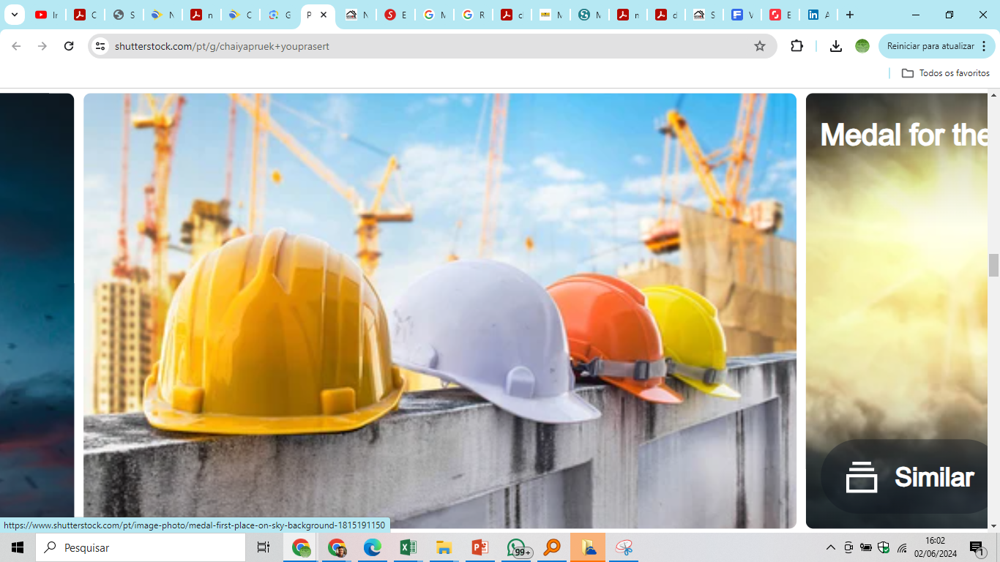 Ir
C
S
N
n
C
G
P
N
E
M
R
cl
M
M
n
d
S
V
E
A
shutterstock.com/pt/g/chaiyapruek+youprasert
Reiniciar para atualizar
Todos os favoritos
Medal for the
Similar
https://www.shutterstock.com/pt/image-photo/medal-first-place-on-sky-background-1815191150
Pesquisar
99+
16:02
02/06/2024
1